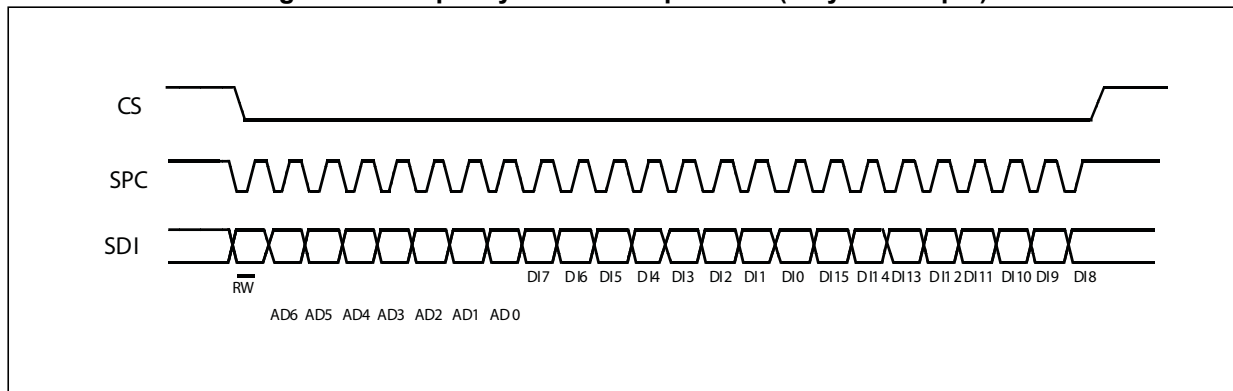 CS
SPC
SDI
RW
DI7 DI6 DI5 DI4 DI3 DI2 DI1 DI0 DI15 DI14 DI13 DI12 DI11 DI10 DI9 DI8
AD6 AD5 AD4 AD3 AD2 AD1 AD0